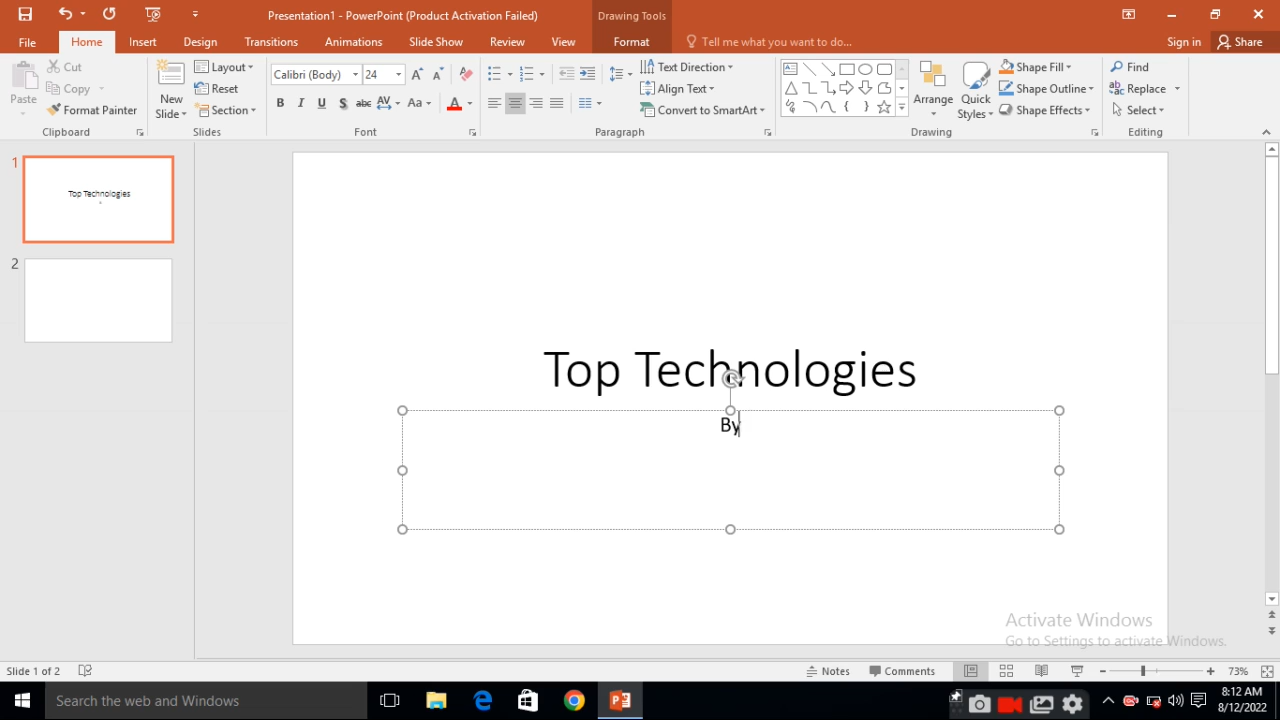 Presentation1 - PowerPoint (Product Activation Failed)
Drawing Tools
File Home Insert Design Transitions Animations Slide Show Review View Format Tell me what you want to do... Sign in Share
Paste
Cut
Copy
Format Painter
Clipboard
New Slide
Layout
Reset
Section
Slides
Calibri (Body) 24
B I U S abc AV Aa A
Font
Text Direction
Align Text
Convert to SmartArt
Paragraph
Arrange
Quick Styles
Shape Fill
Shape Outline
Shape Effects
Drawing
Find
Replace
Select
Editing
1
Top Technologies
2
Top Technologies
By
Activate Windows
Go to Settings to activate Windows.
Slide 1 of 2 Notes Comments 73%
Search the web and Windows
8:12 AM
8/12/2022